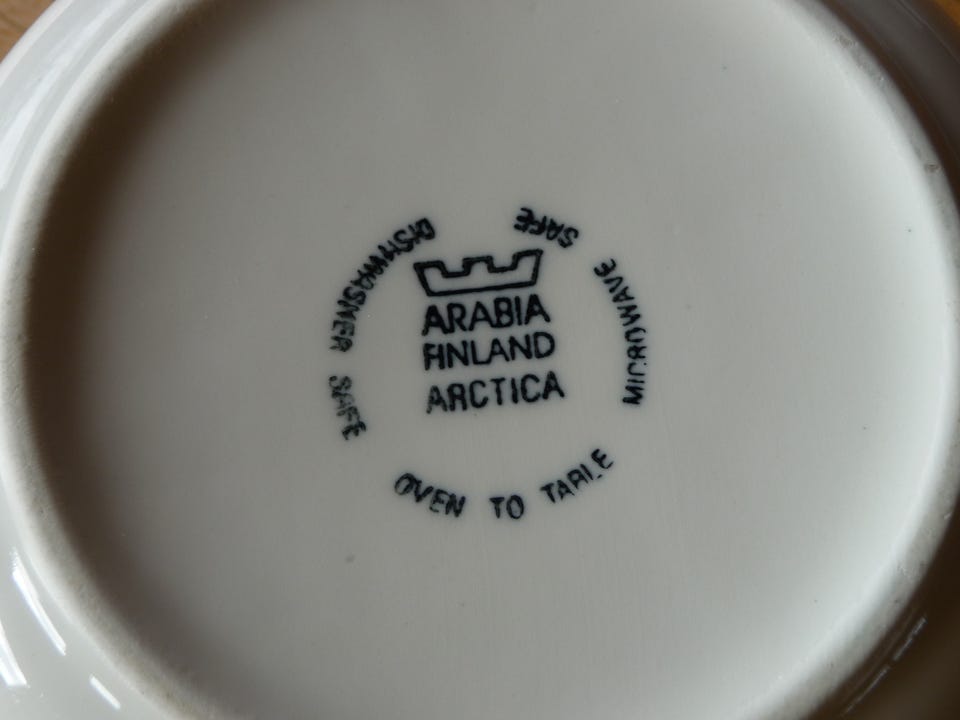 ARABIA
FINLAND
ARCTICA
DISHWASHER SAFE
OVEN TO TABLE
MICROWAVE SAFE